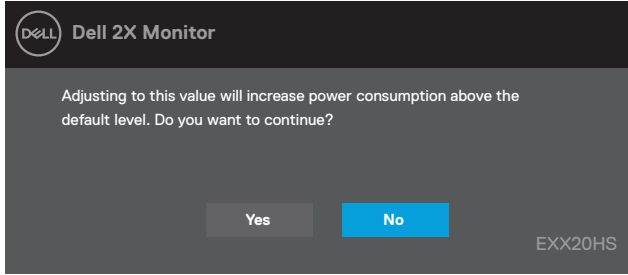 DELL Dell 2X Monitor
Adjusting to this value will increase power consumption above the
default level. Do you want to continue?
Yes No
EXX20HS